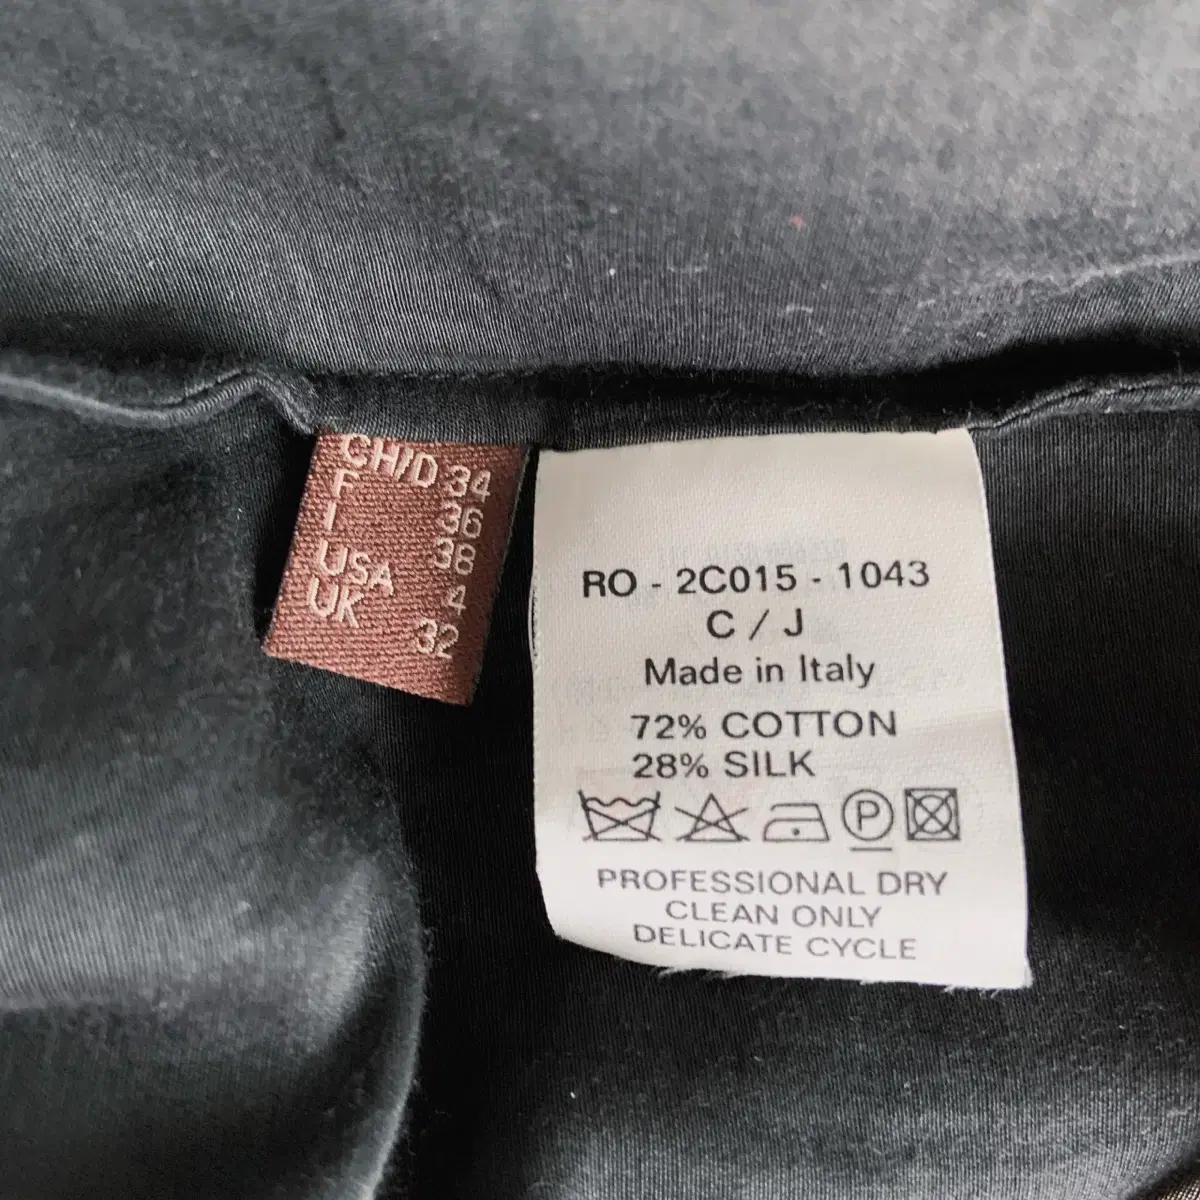 CH/D 34
F 36
I 38
USA 4
UK 32
RO - 2C015 - 1043
C / J
Made in Italy
72% COTTON
28% SILK
P
PROFESSIONAL DRY
CLEAN ONLY
DELICATE CYCLE